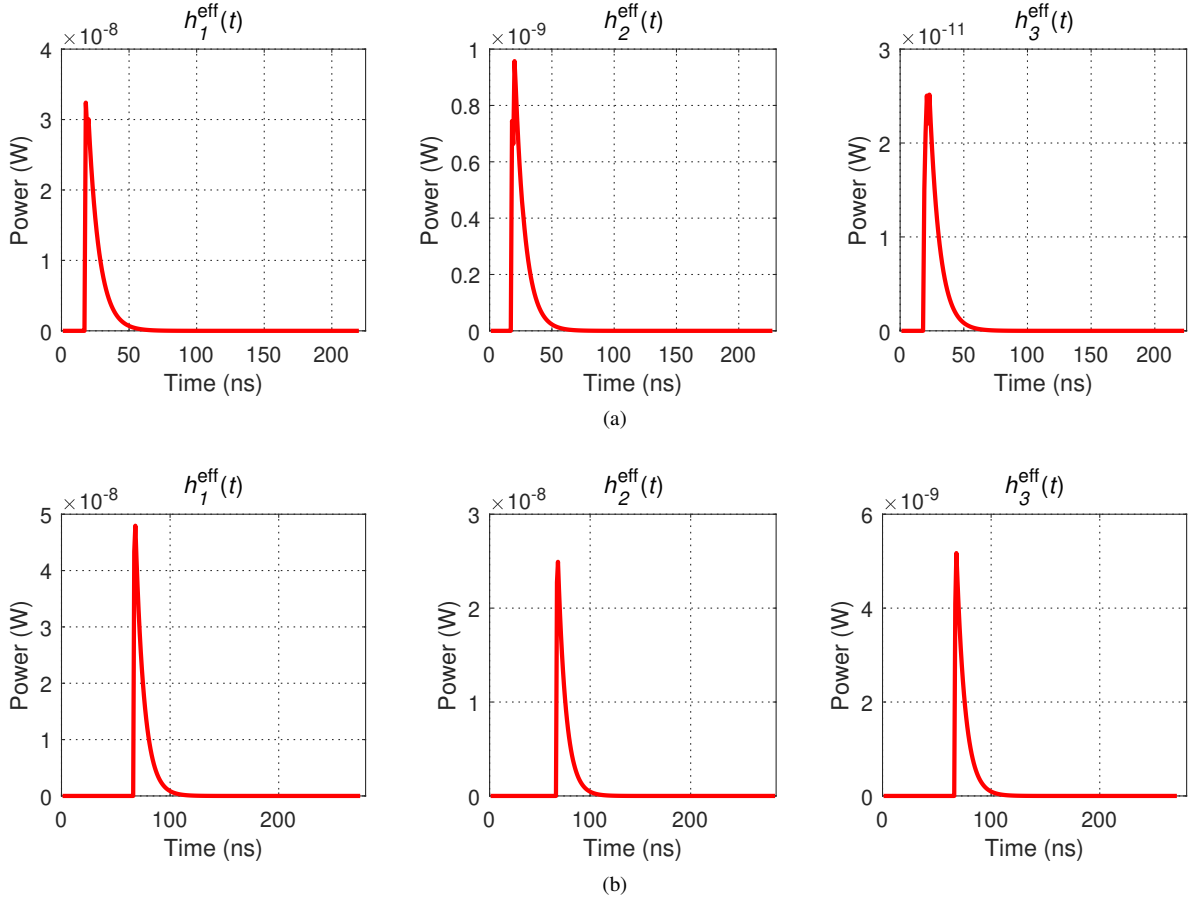 h₁ᵉᶠᶠ(t)
×10⁻⁸
4
3
2
1
0
Power (W)
0 50 100 150 200
Time (ns)
h₂ᵉᶠᶠ(t)
×10⁻⁹
1
0.8
0.6
0.4
0.2
0
Power (W)
0 50 100 150 200
Time (ns)
h₃ᵉᶠᶠ(t)
×10⁻¹¹
3
2
1
0
Power (W)
0 50 100 150 200
Time (ns)
(a)
h₁ᵉᶠᶠ(t)
×10⁻⁸
5
4
3
2
1
0
Power (W)
0 100 200
Time (ns)
h₂ᵉᶠᶠ(t)
×10⁻⁸
3
2
1
0
Power (W)
0 100 200
Time (ns)
h₃ᵉᶠᶠ(t)
×10⁻⁹
6
4
2
0
Power (W)
0 100 200
Time (ns)
(b)